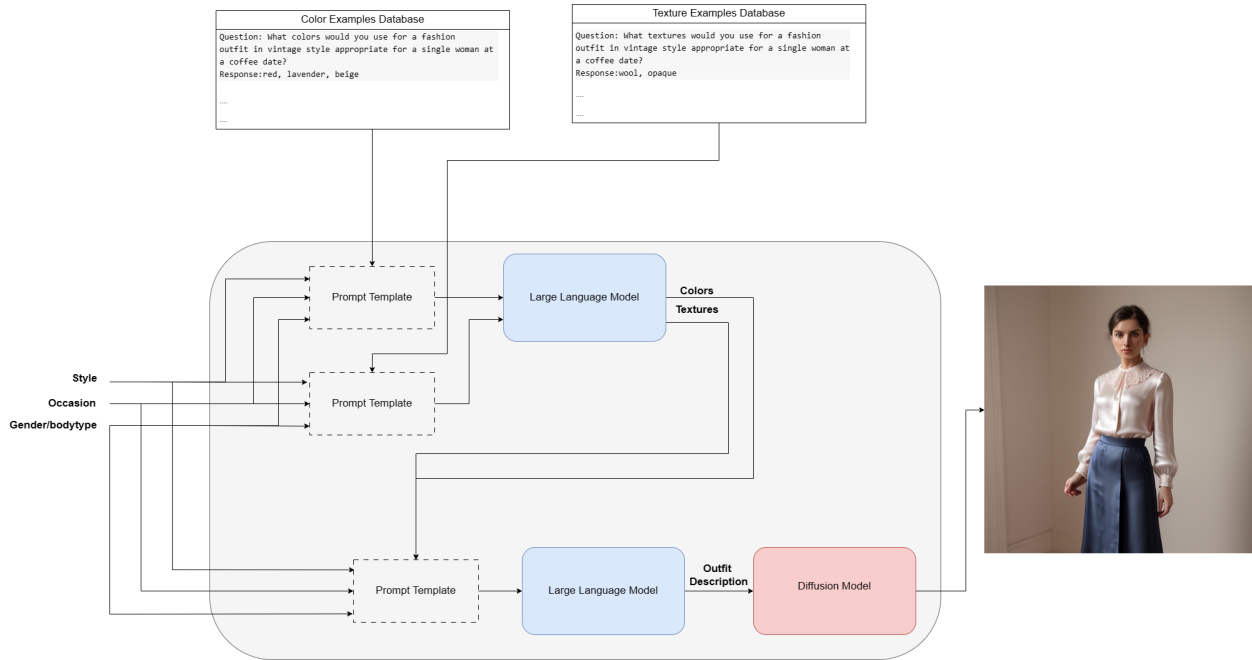 Color Examples Database
Question: What colors would you use for a fashion
outfit in vintage style appropriate for a single woman at
a coffee date?
Response:red, lavender, beige
....
....
Texture Examples Database
Question: What textures would you use for a fashion
outfit in vintage style appropriate for a single woman at
a coffee date?
Response:wool, opaque
....
....
Prompt Template
Large Language Model
Colors
Textures
Style
Occasion
Gender/bodytype
Prompt Template
Prompt Template
Large Language Model
Outfit
Description
Diffusion Model